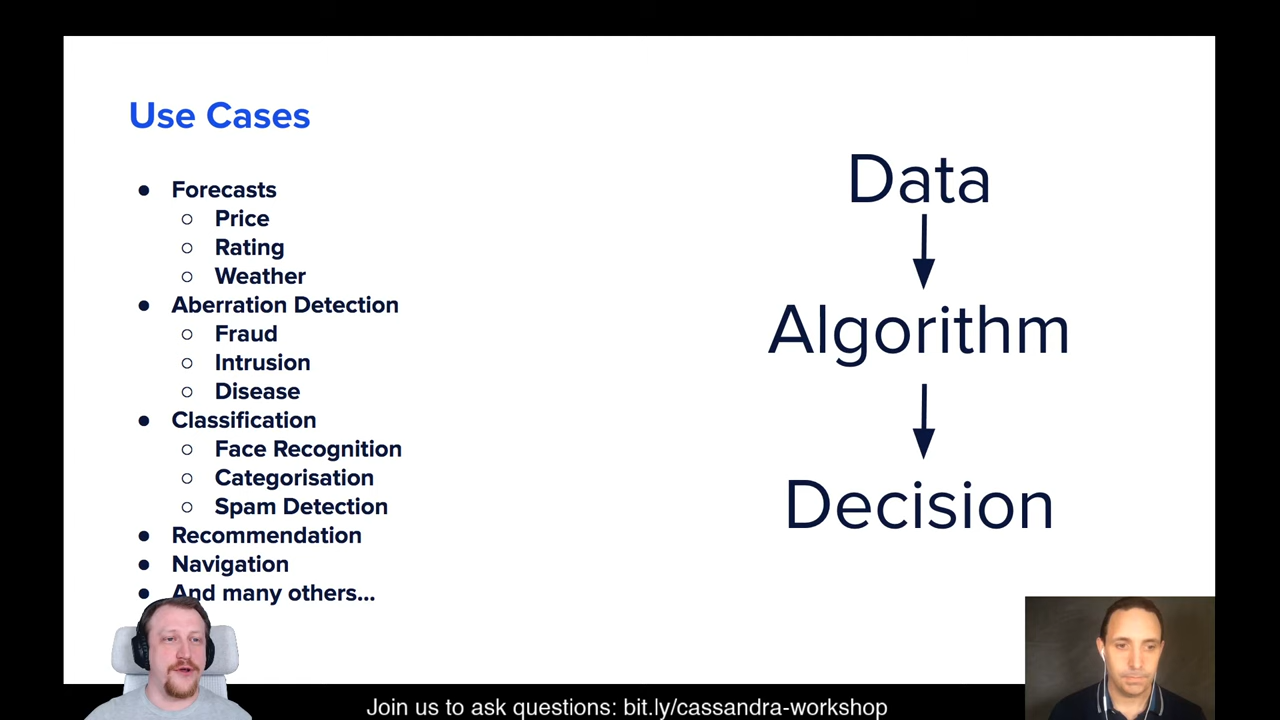 Use Cases
● Forecasts
○ Price
○ Rating
○ Weather
● Aberration Detection
○ Fraud
○ Intrusion
○ Disease
● Classification
○ Face Recognition
○ Categorisation
○ Spam Detection
● Recommendation
● Navigation
● And many others...
Data
Algorithm
Decision
Join us to ask questions: bit.ly/cassandra-workshop